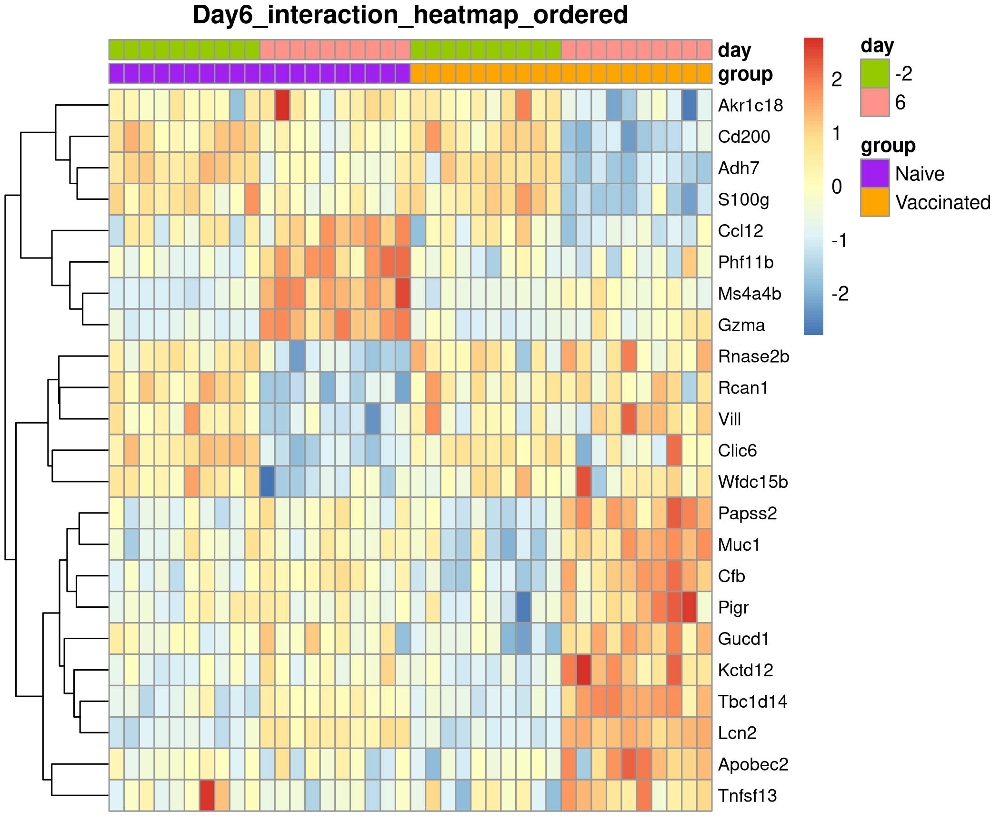 Day6_interaction_heatmap_ordered
day
group
Akr1c18
Cd200
Adh7
S100g
Ccl12
Phf11b
Ms4a4b
Gzma
Rnase2b
Rcan1
Vill
Clic6
Wfdc15b
Papss2
Muc1
Cfb
Pigr
Gucd1
Kctd12
Tbc1d14
Lcn2
Apobec2
Tnfsf13
2
1
0
-1
-2
day
-2
6
group
Naive
Vaccinated